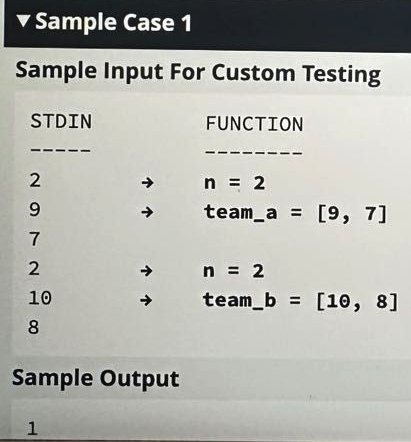 ▼ Sample Case 1
Sample Input For Custom Testing
STDIN FUNCTION
----- --------
2 → n = 2
9 → team_a = [9, 7]
7
2 → n = 2
10 → team_b = [10, 8]
8
Sample Output
1